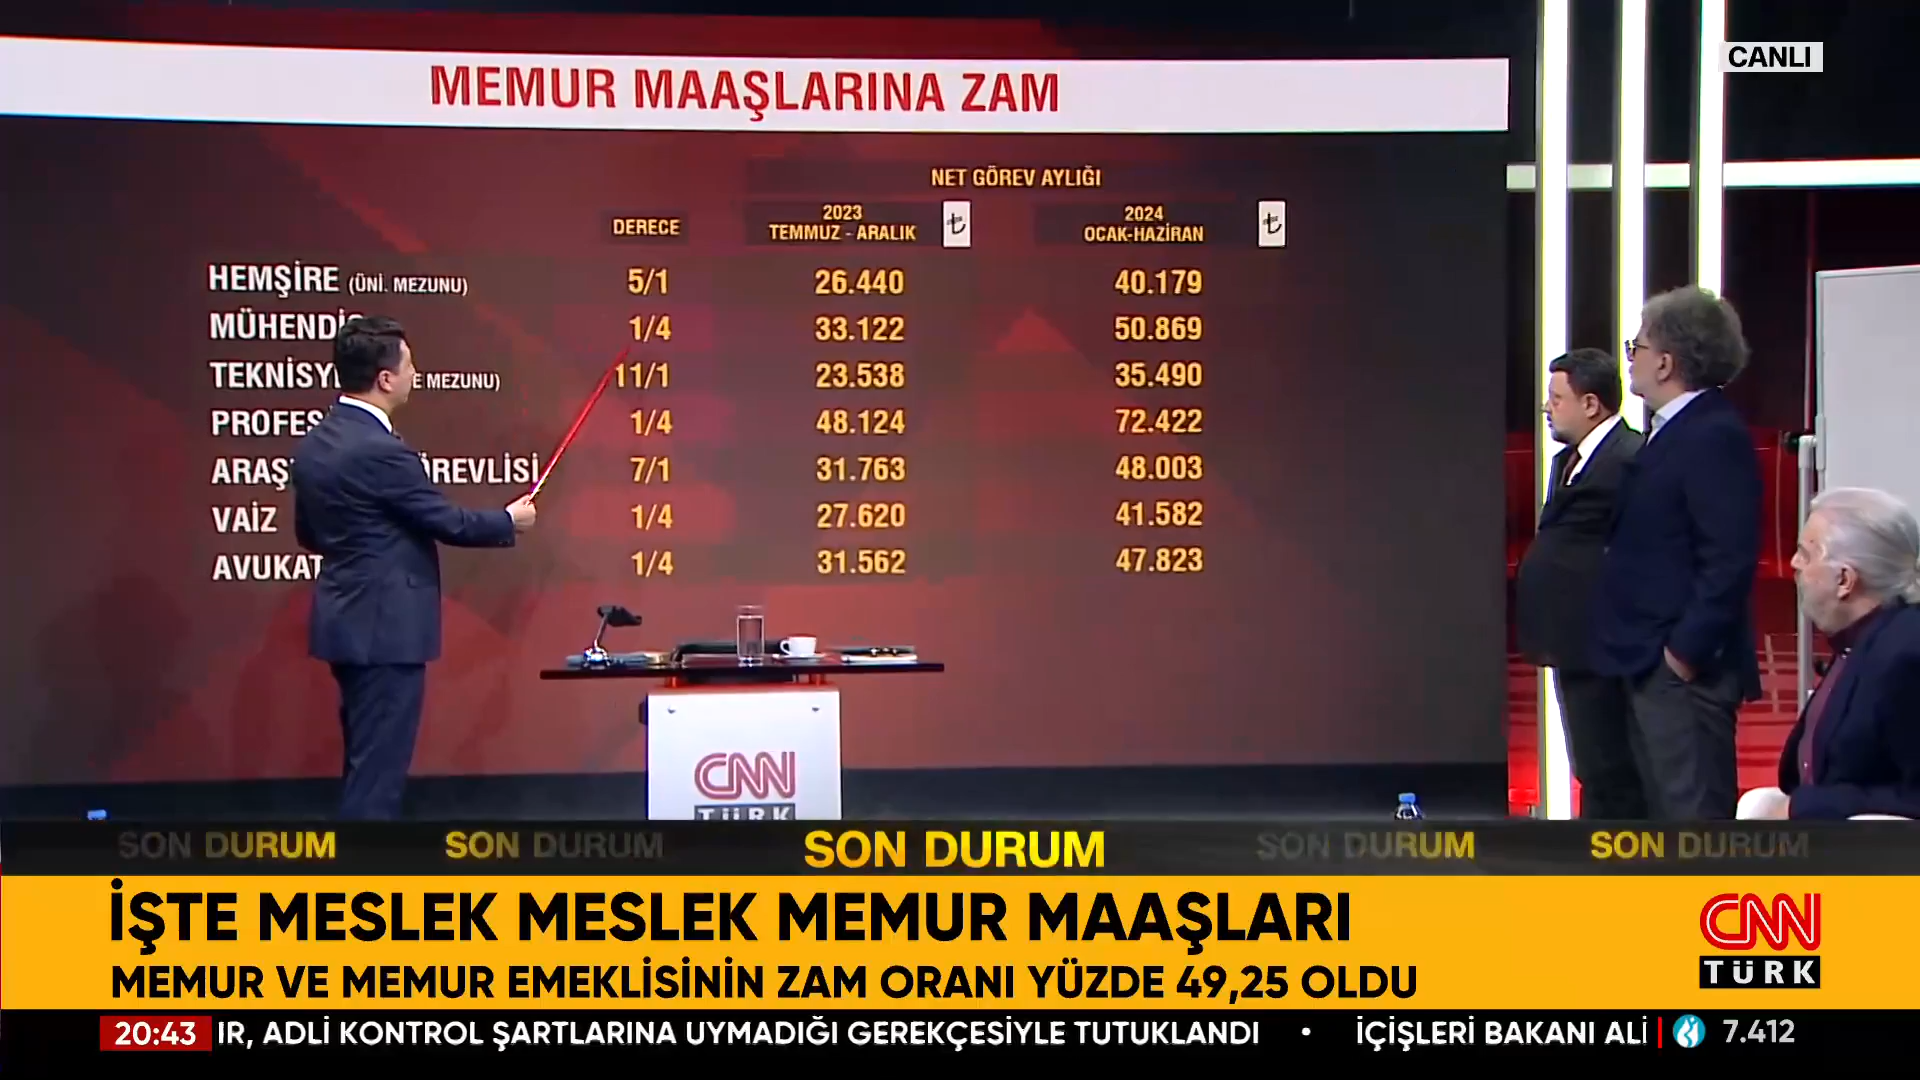 CANLI
MEMUR MAAŞLARINA ZAM
NET GÖREV AYLIĞI
DERECE 2023 TEMMUZ - ARALIK ₺ 2024 OCAK-HAZİRAN ₺
HEMŞİRE (ÜNİ. MEZUNU) 5/1 26.440 40.179
MÜHENDİS 1/4 33.122 50.869
MEZUNU) 11/1 23.538 35.490
1/4 48.124 72.422
7/1 31.763 48.003
VAİZ 1/4 27.620 41.582
AVUKAT 1/4 31.562 47.823
CNN
TÜRK
SON DURUM SON DURUM SON DURUM SON DURUM SON DURUM
İŞTE MESLEK MESLEK MEMUR MAAŞLARI
MEMUR VE MEMUR EMEKLİSİNİN ZAM ORANI YÜZDE 49,25 OLDU
CNN
TÜRK
20:43 IR, ADLİ KONTROL ŞARTLARINA UYMADIĞI GEREKÇESİYLE TUTUKLANDI • İÇİŞLERİ BAKANI ALİ 7.412